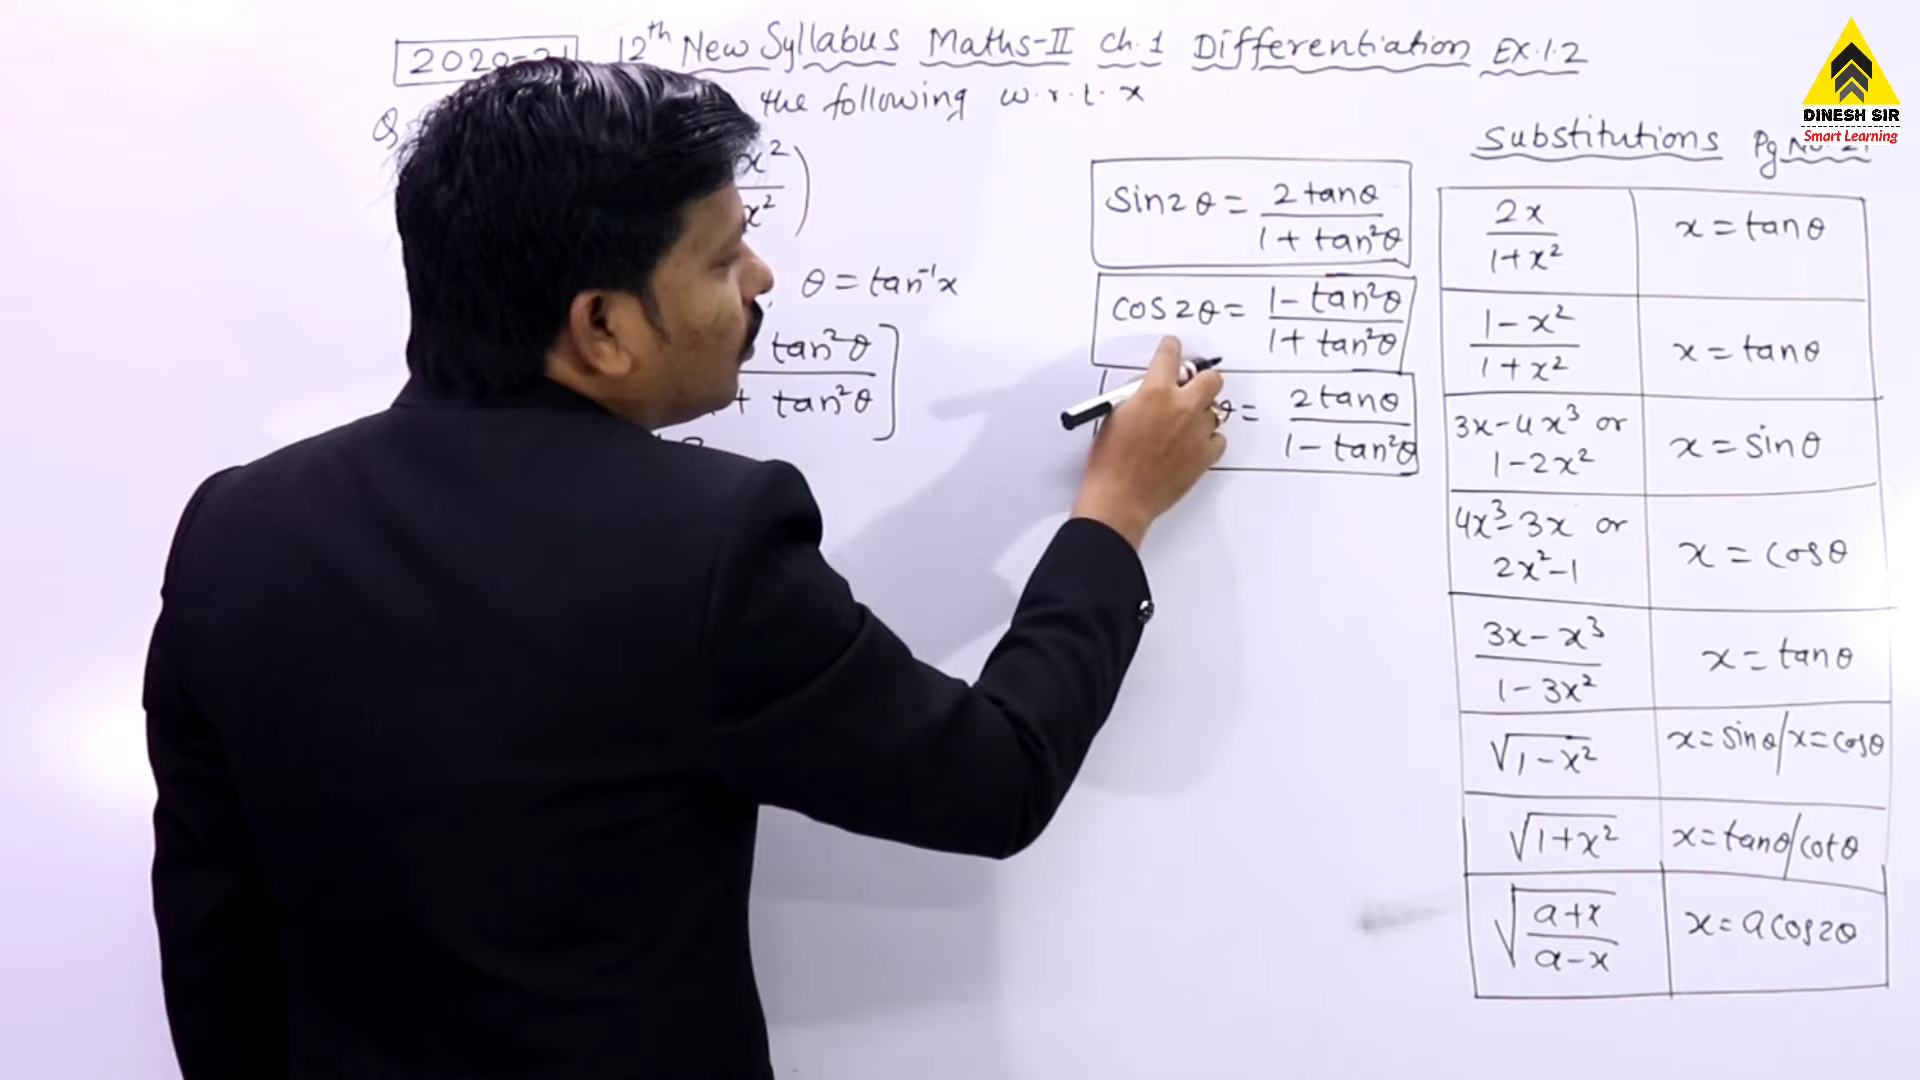 2020-21 12th New Syllabus Maths-II Ch.1 Differentiation Ex.1.2
the following w.r.t. x
x²
x²
)
θ = tan⁻¹x
tan²θ
+ tan²θ
]
sin2θ = 2tanθ / 1 + tan²θ
cos2θ = 1 - tan²θ / 1 + tan²θ
θ = 2tanθ / 1 - tan²θ
DINESH SIR
Smart Learning
Substitutions Pg No.
2x / 1+x² x = tanθ
1-x² / 1+x² x = tanθ
3x-4x³ or
1-2x² x = sinθ
4x³-3x or
2x²-1 x = cosθ
3x-x³ / 1-3x² x = tanθ
√1-x² x=sinθ/x=cosθ
√1+x² x=tanθ/cotθ
√a+x / a-x x=acos2θ